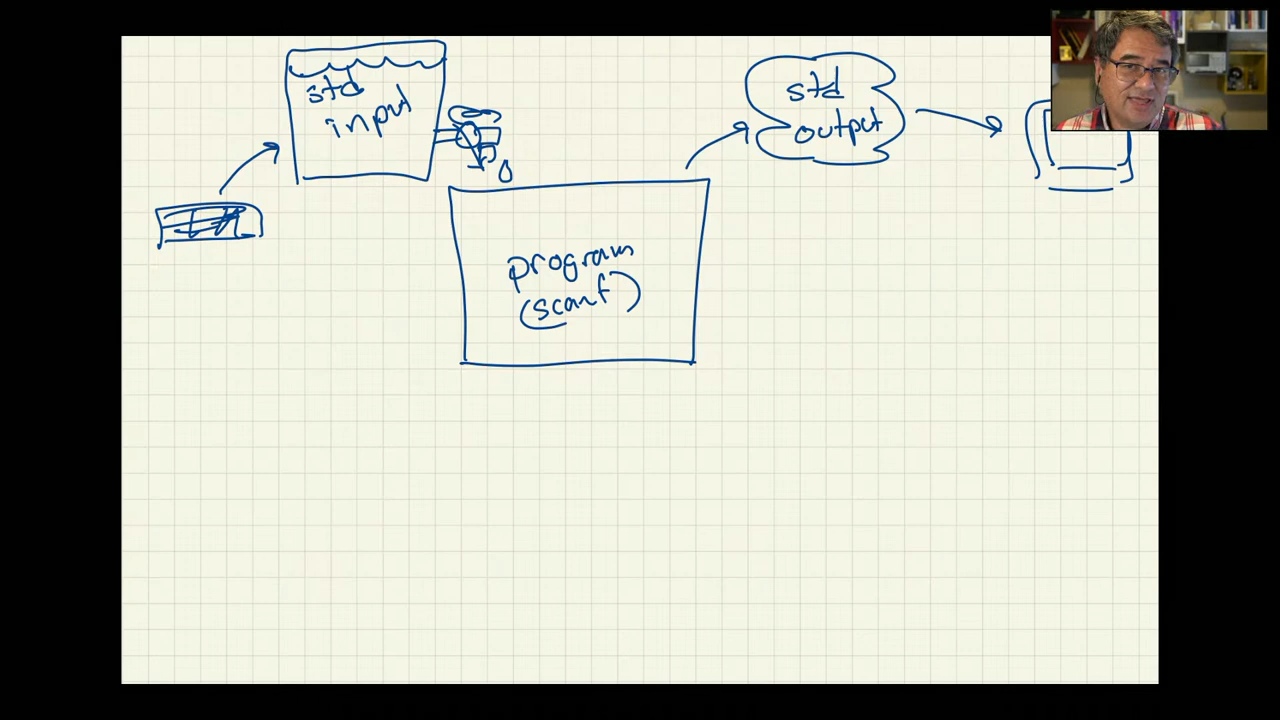 std
input
std
output
program
(scanf)